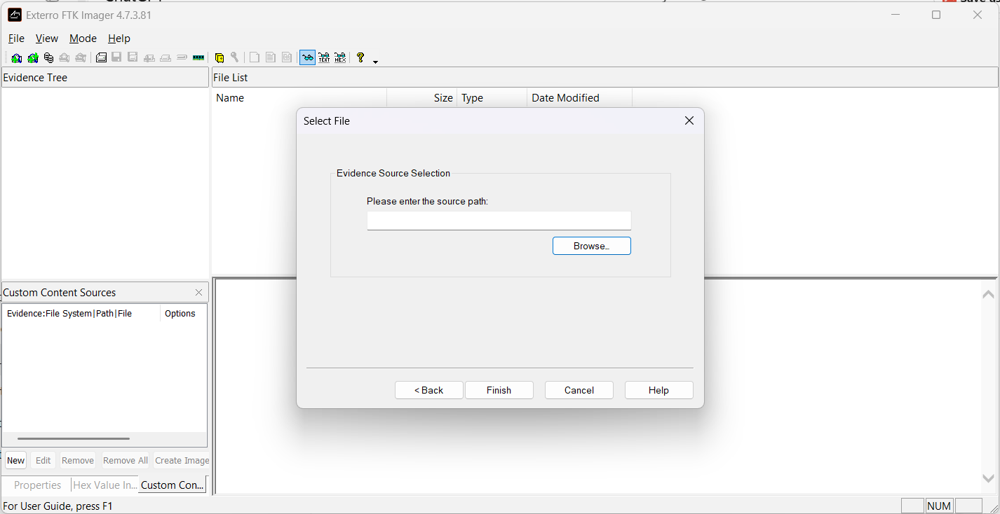 Exterro FTK Imager 4.7.3.81
File View Mode Help
TEXT HEX
Evidence Tree
File List
Name Size Type Date Modified
Select File
Evidence Source Selection
Please enter the source path:
Browse...
< Back Finish Cancel Help
Custom Content Sources
Evidence:File System|Path|File Options
New Edit Remove Remove All Create Image
Properties Hex Value In... Custom Con...
For User Guide, press F1
NUM